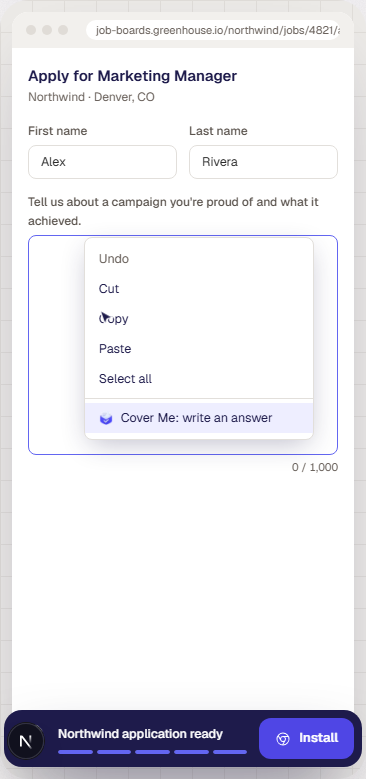 job-boards.greenhouse.io/northwind/jobs/4821/
Apply for Marketing Manager
Northwind · Denver, CO
First name
Last name
Alex
Rivera
Tell us about a campaign you're proud of and what it
achieved.
Undo
Cut
Copy
Paste
Select all
Cover Me: write an answer
0 / 1,000
N
Northwind application ready
Install